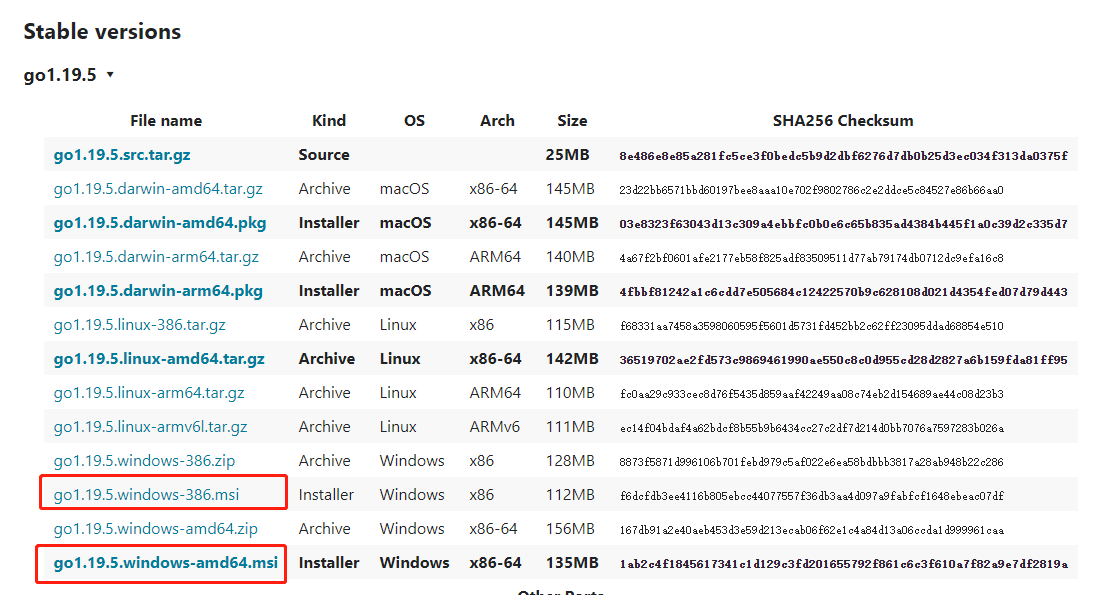 Stable versions
go1.19.5 ▾
File name Kind OS Arch Size SHA256 Checksum
go1.19.5.src.tar.gz Source 25MB 8e486e8e85a281fc5ce3f0bedc5b9d2dbf6276d7db0b25d3ec034f313da0375f
go1.19.5.darwin-amd64.tar.gz Archive macOS x86-64 145MB 23d22bb6571bbd60197bee8aaa10e702f9802786c2e2ddce5c84527e86b66aa0
go1.19.5.darwin-amd64.pkg Installer macOS x86-64 145MB 03e8323f63043d13c309a4ebbfc0b0e6c65b835ad4384b445f1a0c39d2c335d7
go1.19.5.darwin-arm64.tar.gz Archive macOS ARM64 140MB 4a67f2bf0601afe2177eb58f825adf83509511d77ab79174db0712dc9efa16c8
go1.19.5.darwin-arm64.pkg Installer macOS ARM64 139MB 4fbbf81242a1c6cdd7e505684c12422570b9c628108d021d4354fed07d79d443
go1.19.5.linux-386.tar.gz Archive Linux x86 115MB f68331aa7458a3598060595f5601d5731fd452bb2c62ff23095ddad68854e510
go1.19.5.linux-amd64.tar.gz Archive Linux x86-64 142MB 36519702ae2fd573c9869461990ae550c8c0d955cd28d2827a6b159fda81ff95
go1.19.5.linux-arm64.tar.gz Archive Linux ARM64 110MB fc0aa29c933cec8d76f5435d859aaf42249aa08c74eb2d154689ae44c08d23b3
go1.19.5.linux-armv6l.tar.gz Archive Linux ARMv6 111MB ec14f04bdaf4a62bdcf8b55b9b6434cc27c2df7d214d0bb7076a7597283b026a
go1.19.5.windows-386.zip Archive Windows x86 128MB 8873f5871d996106b701febd979c5af022e6ea58bdbbb3817a28ab948b22c286
go1.19.5.windows-386.msi Installer Windows x86 112MB f6dcfdb3ee4116b805ebcc44077557f36db3aa4d097a9fabfcf1648ebeac07df
go1.19.5.windows-amd64.zip Archive Windows x86-64 156MB 167db91a2e40aeb453d3e59d213ecab06f62e1c4a84d13a06ccda1d999961caa
go1.19.5.windows-amd64.msi Installer Windows x86-64 135MB 1ab2c4f1845617341c1d129c3fd201655792f861c6c3f610a7f82a9e7df2819a
Other Ports